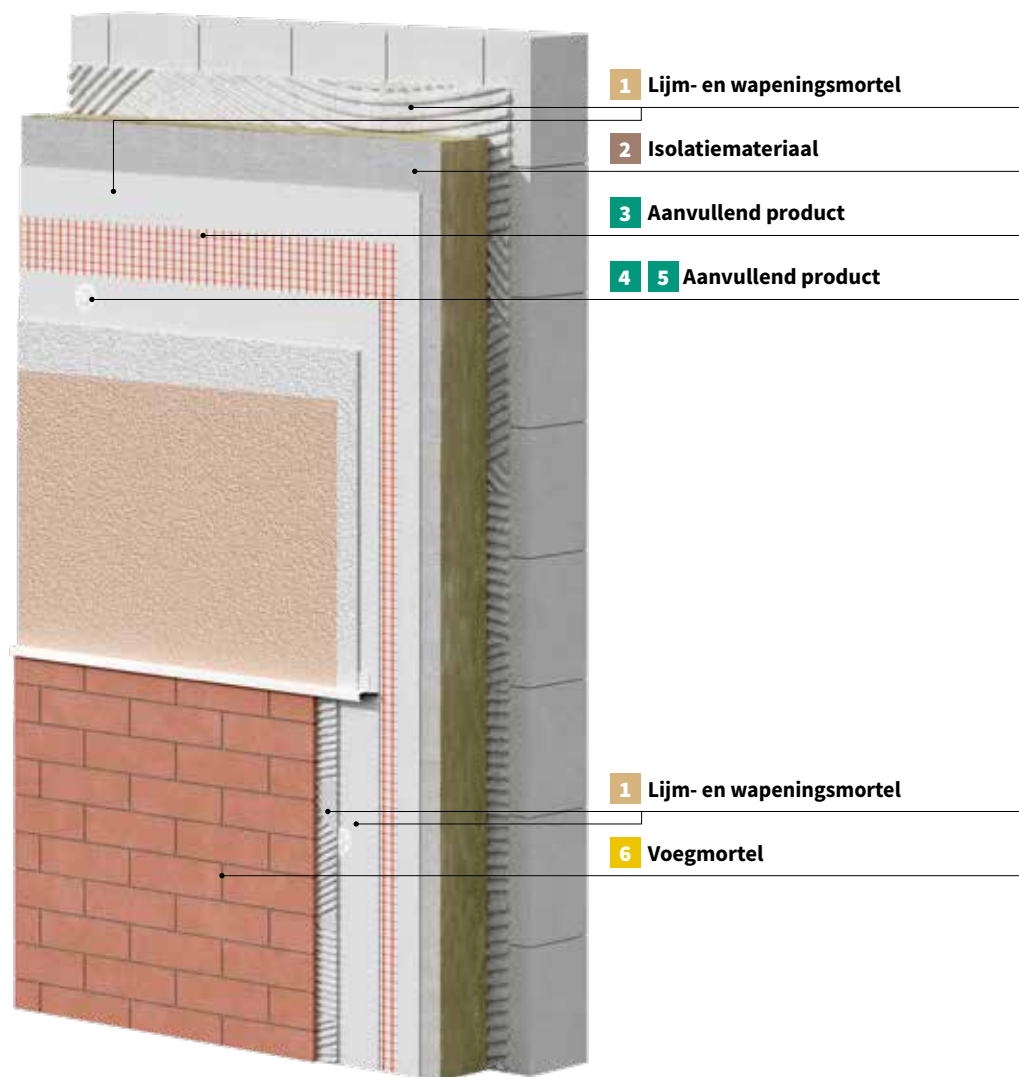 1 Lijm- en wapeningsmortel
2 Isolatiemateriaal
3 Aanvullend product
4 5 Aanvullend product
1 Lijm- en wapeningsmortel
6 Voegmortel